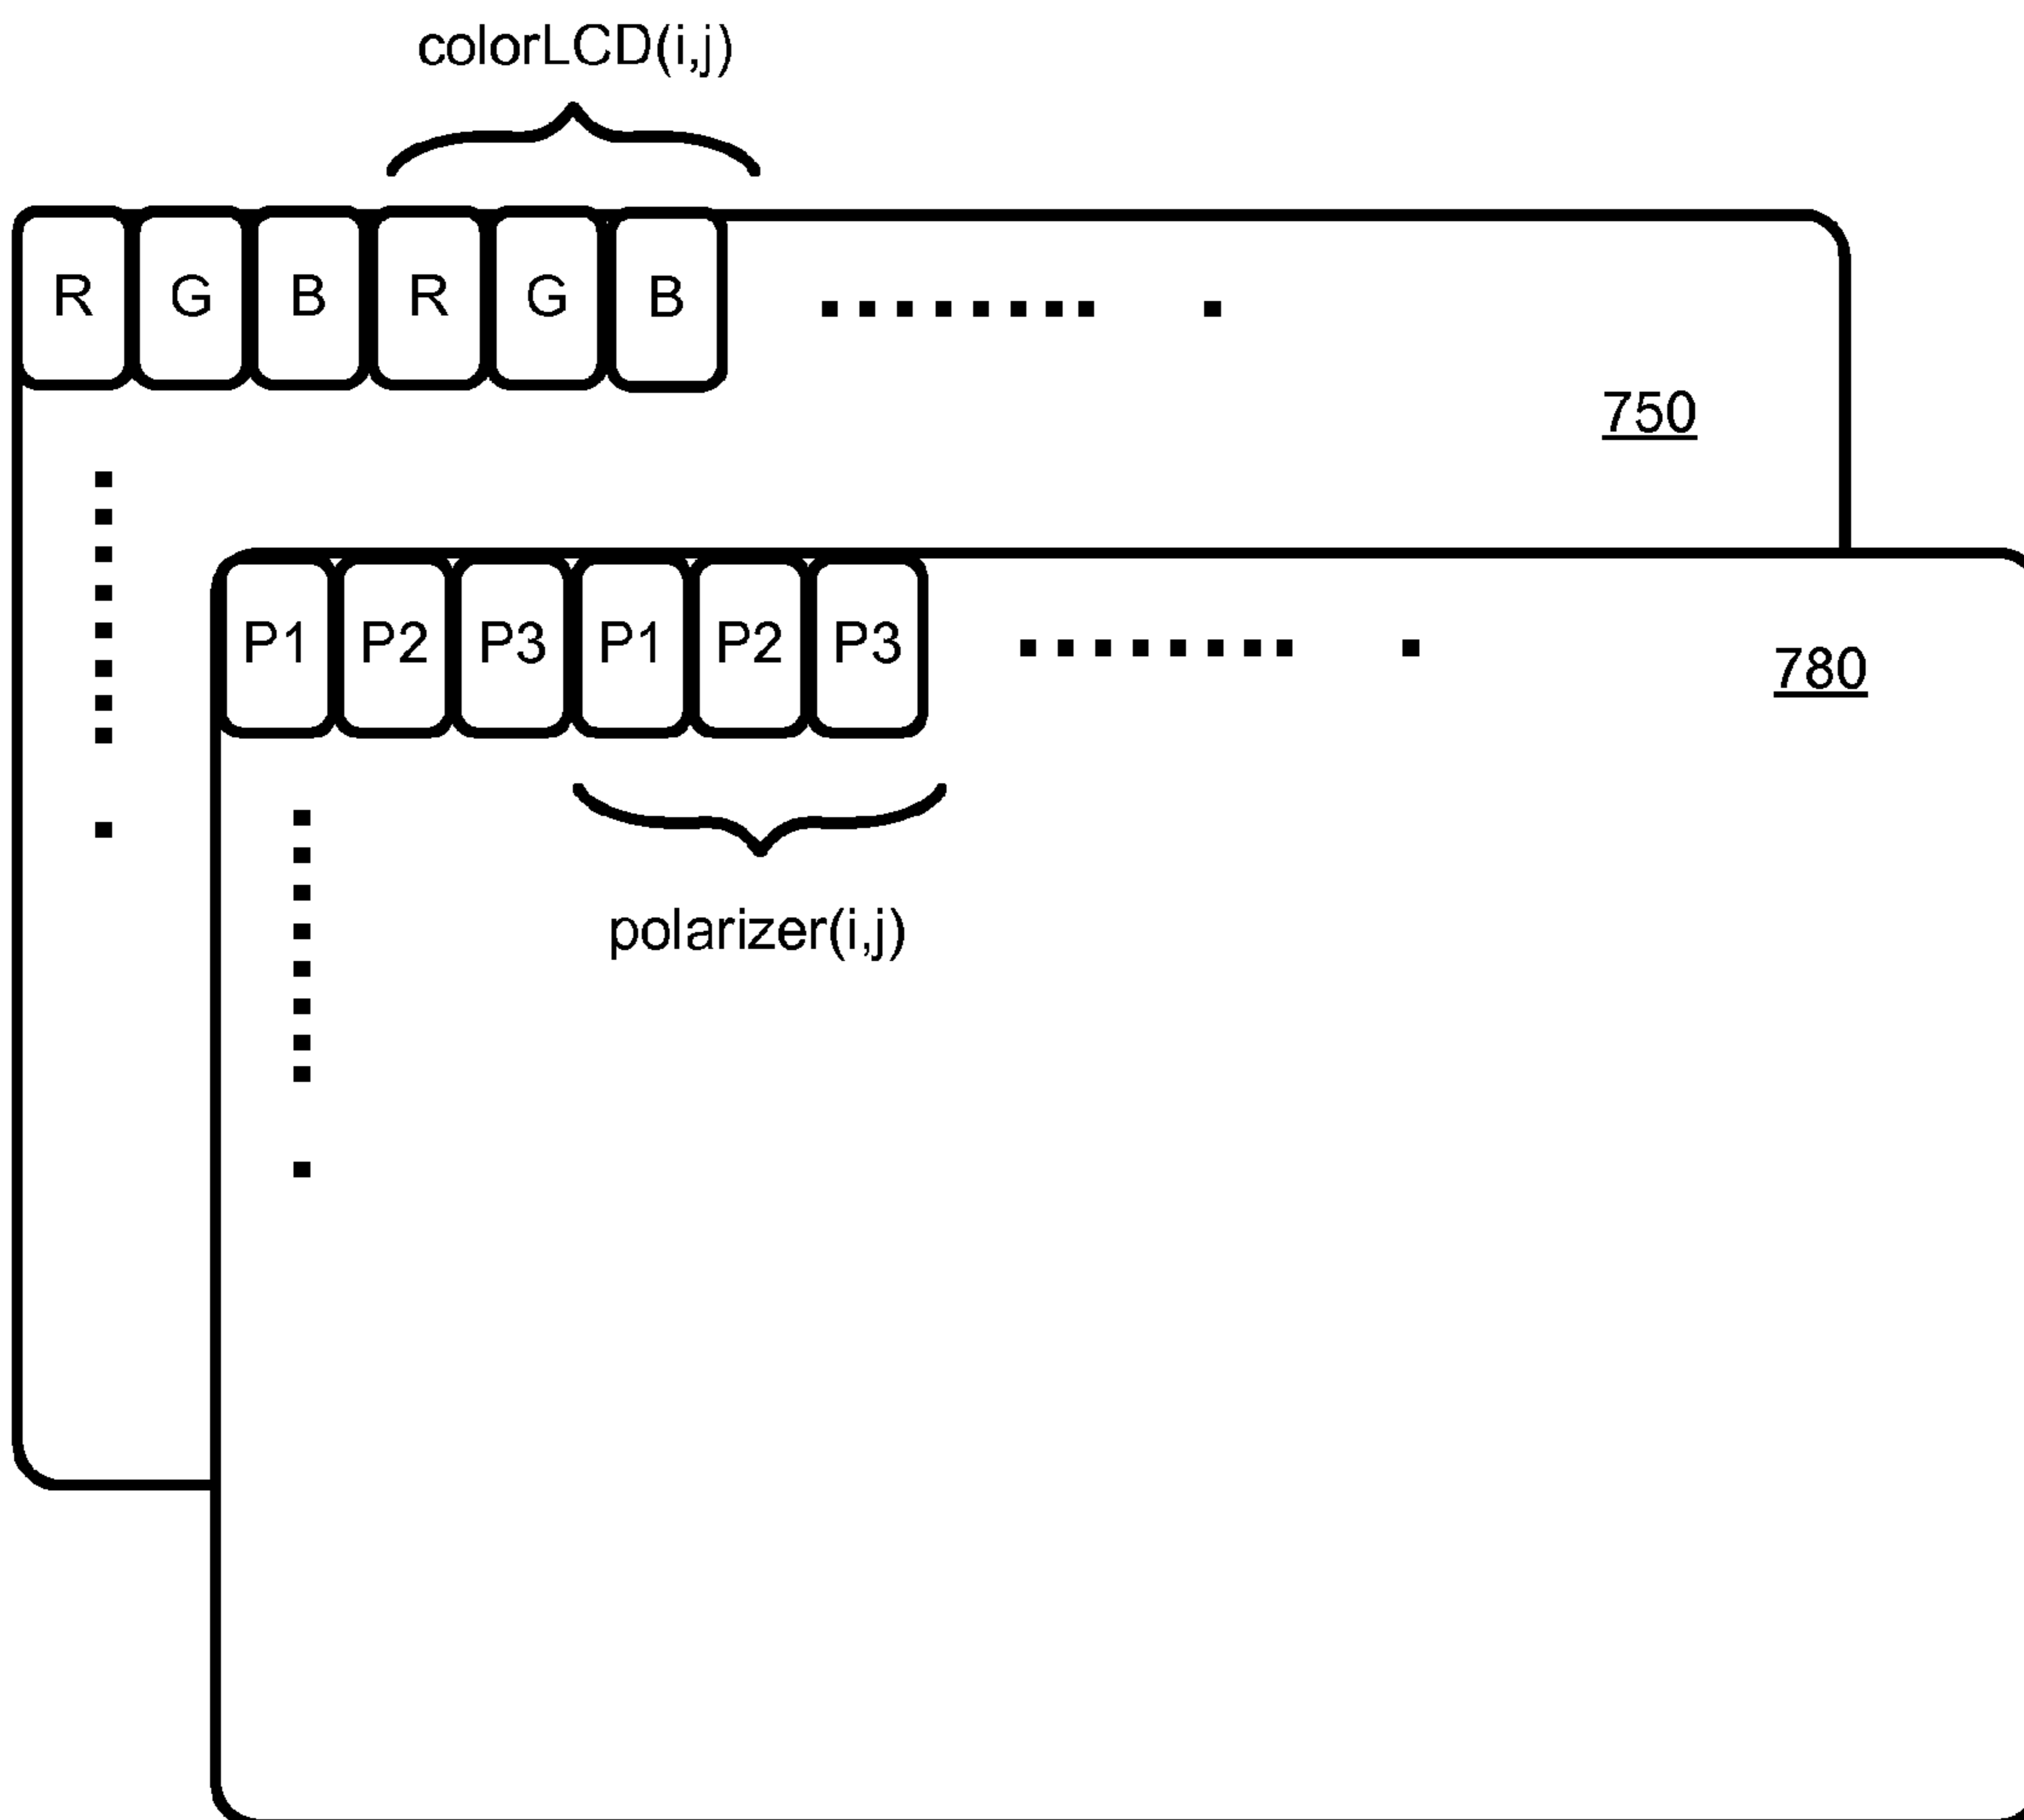 colorLCD(i,j)
R G B R G B
750
P1 P2 P3 P1 P2 P3
780
polarizer(i,j)